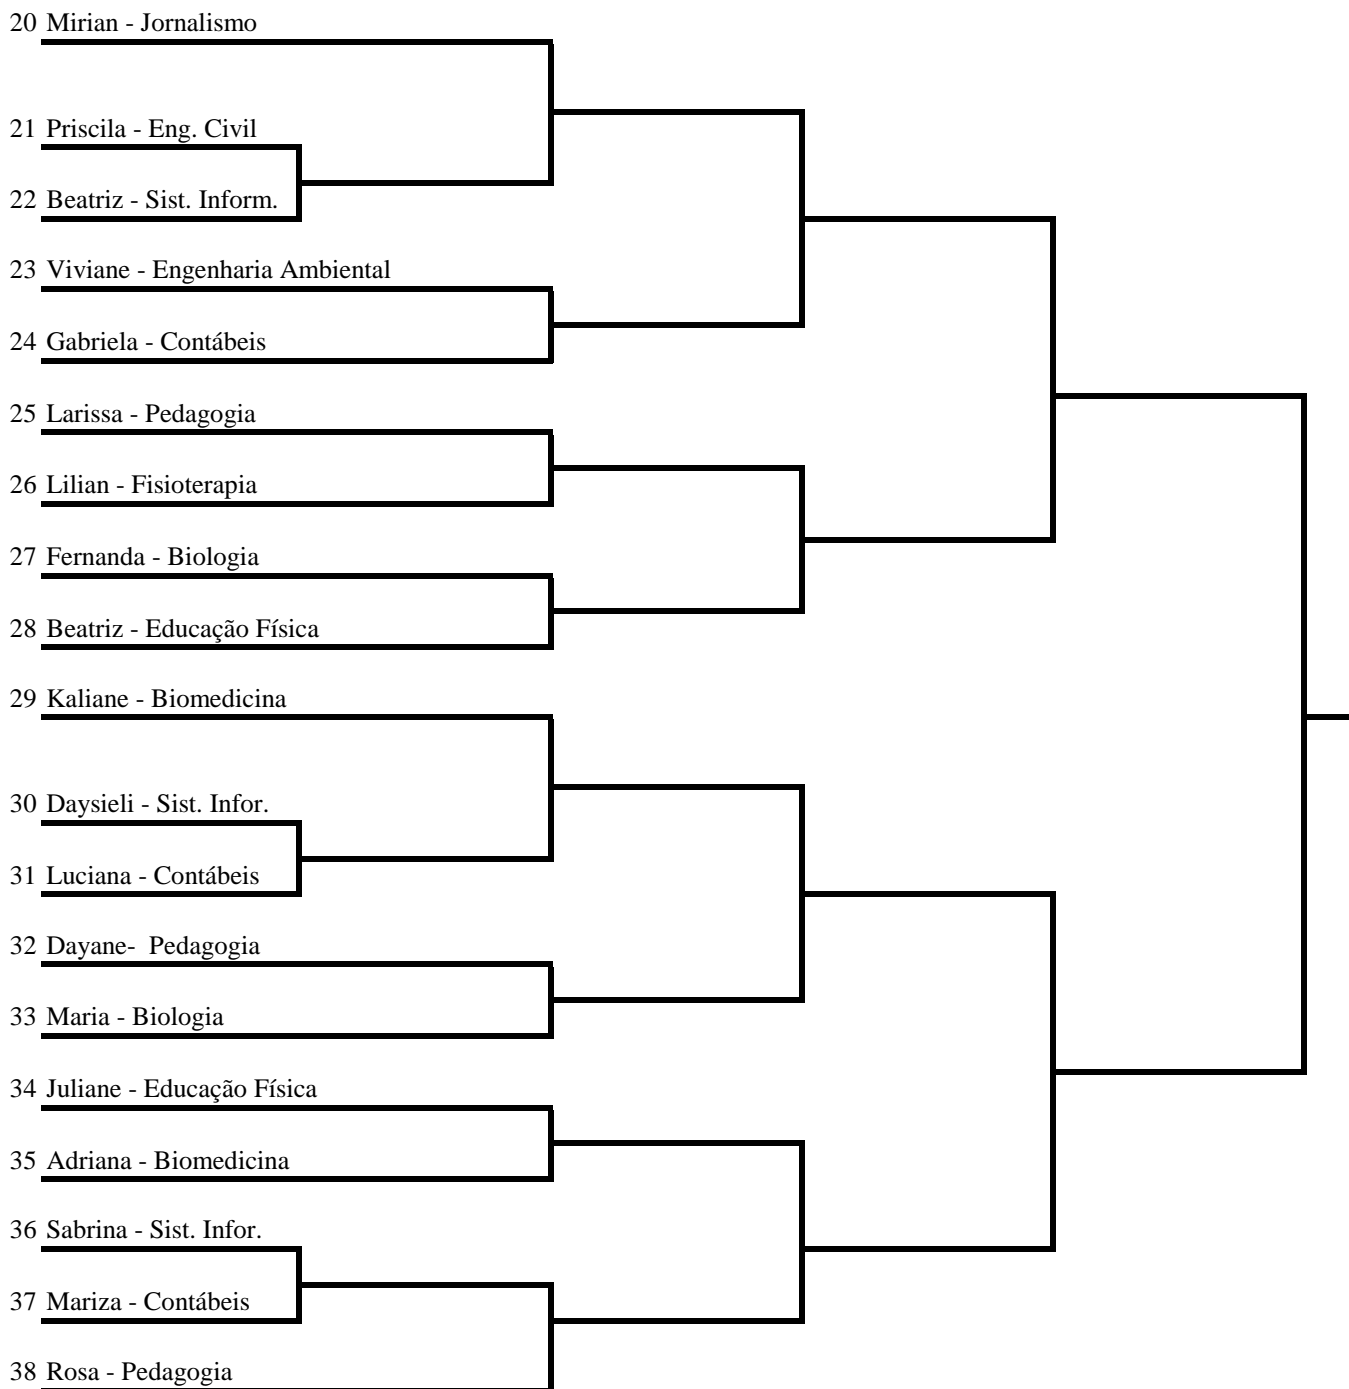 20 Mirian - Jornalismo
21 Priscila - Eng. Civil
22 Beatriz - Sist. Inform.
23 Viviane - Engenharia Ambiental
24 Gabriela - Contábeis
25 Larissa - Pedagogia
26 Lilian - Fisioterapia
27 Fernanda - Biologia
28 Beatriz - Educação Física
29 Kaliane - Biomedicina
30 Daysieli - Sist. Infor.
31 Luciana - Contábeis
32 Dayane-  Pedagogia
33 Maria - Biologia
34 Juliane - Educação Física
35 Adriana - Biomedicina
36 Sabrina - Sist. Infor.
37 Mariza - Contábeis
38 Rosa - Pedagogia